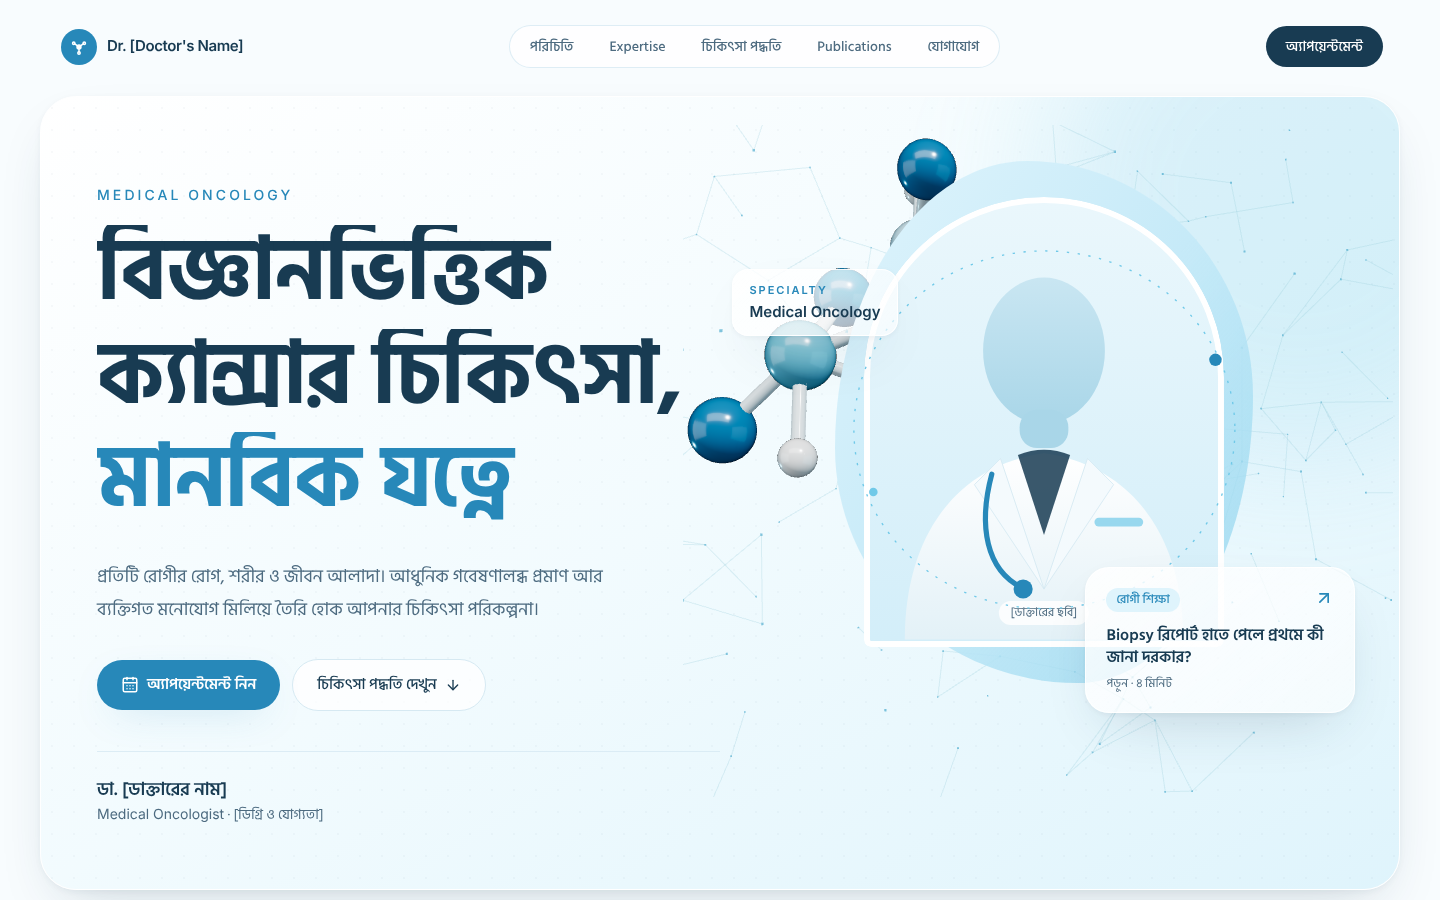 Dr. [Doctor's Name]
পরিচিতি
Expertise
চিকিৎসা পদ্ধতি
Publications
যোগাযোগ
অ্যাপয়েন্টমেন্ট
MEDICAL ONCOLOGY
বিজ্ঞানভিত্তিক
ক্যান্সার চিকিৎসা,
মানবিক যত্নে
প্রতিটি রোগীর রোগ, শরীর ও জীবন আলাদা। আধুনিক গবেষণালব্ধ প্রমাণ আর
ব্যক্তিগত মনোযোগ মিলিয়ে তৈরি হোক আপনার চিকিৎসা পরিকল্পনা।
অ্যাপয়েন্টমেন্ট নিন
চিকিৎসা পদ্ধতি দেখুন
ডা. [ডাক্তারের নাম]
Medical Oncologist · [ডিগ্রি ও যোগ্যতা]
SPECIALTY
Medical Oncology
[ডাক্তারের ছবি]
রোগী শিক্ষা
Biopsy রিপোর্ট হাতে পেলে প্রথমে কী
জানা দরকার?
পড়ুন · ৪ মিনিট